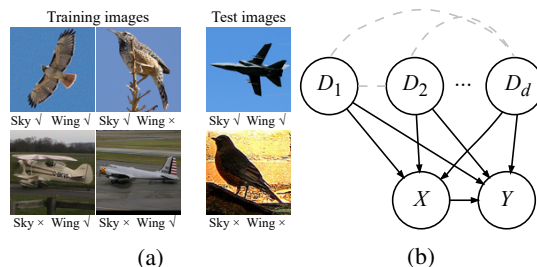 Training images
Test images
Sky √ Wing √
Sky √ Wing ×
Sky √ Wing √
Sky × Wing √
Sky × Wing √
Sky × Wing ×
(a)
D1
D2
...
Dd
X
Y
(b)